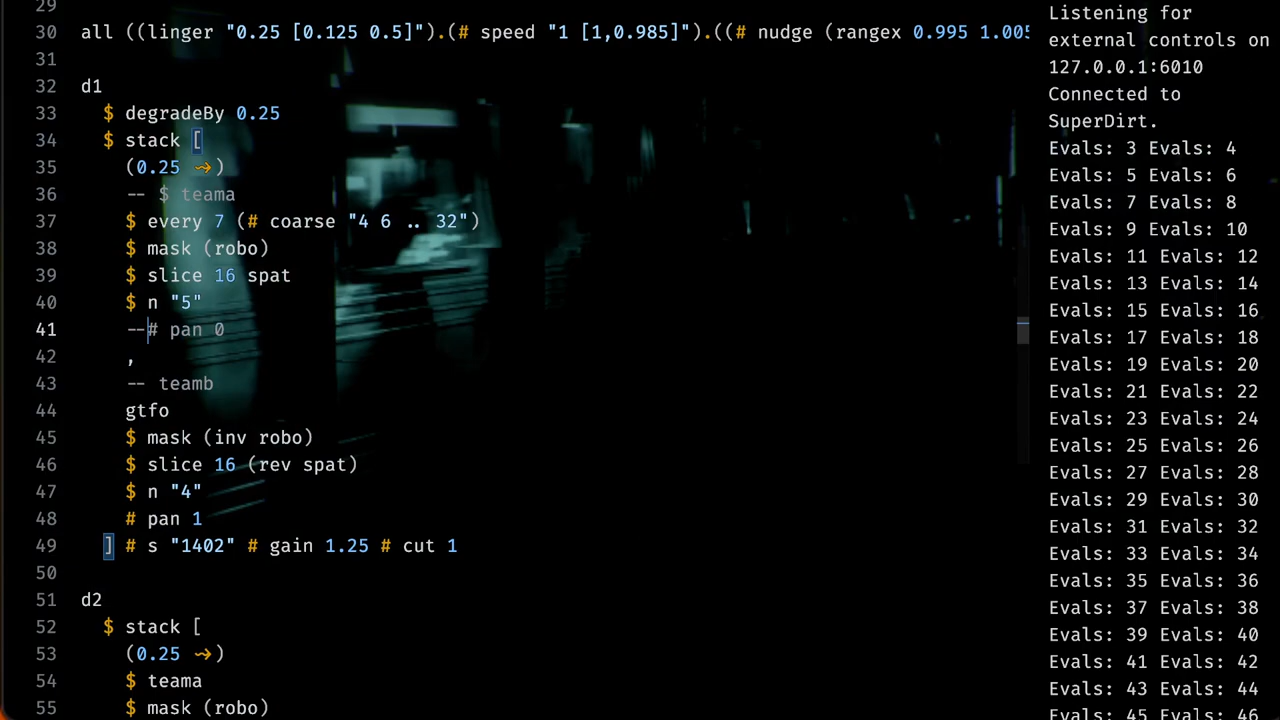 29
30 all ((linger "0.25 [0.125 0.5]").(# speed "1 [1,0.985]").((# nudge (rangex 0.995 1.005
31
32 d1
33 $ degradeBy 0.25
34 $ stack [
35 (0.25 ⤳)
36 -- $ teama
37 $ every 7 (# coarse "4 6 .. 32")
38 $ mask (robo)
39 $ slice 16 spat
40 $ n "5"
41 --# pan 0
42 ,
43 -- teamb
44 gtfo
45 $ mask (inv robo)
46 $ slice 16 (rev spat)
47 $ n "4"
48 # pan 1
49 ] # s "1402" # gain 1.25 # cut 1
50
51 d2
52 $ stack [
53 (0.25 ⤳)
54 $ teama
55 $ mask (robo)
Listening for
external controls on
127.0.0.1:6010
Connected to
SuperDirt.
Evals: 3 Evals: 4
Evals: 5 Evals: 6
Evals: 7 Evals: 8
Evals: 9 Evals: 10
Evals: 11 Evals: 12
Evals: 13 Evals: 14
Evals: 15 Evals: 16
Evals: 17 Evals: 18
Evals: 19 Evals: 20
Evals: 21 Evals: 22
Evals: 23 Evals: 24
Evals: 25 Evals: 26
Evals: 27 Evals: 28
Evals: 29 Evals: 30
Evals: 31 Evals: 32
Evals: 33 Evals: 34
Evals: 35 Evals: 36
Evals: 37 Evals: 38
Evals: 39 Evals: 40
Evals: 41 Evals: 42
Evals: 43 Evals: 44
Evals: 45 Evals: 46